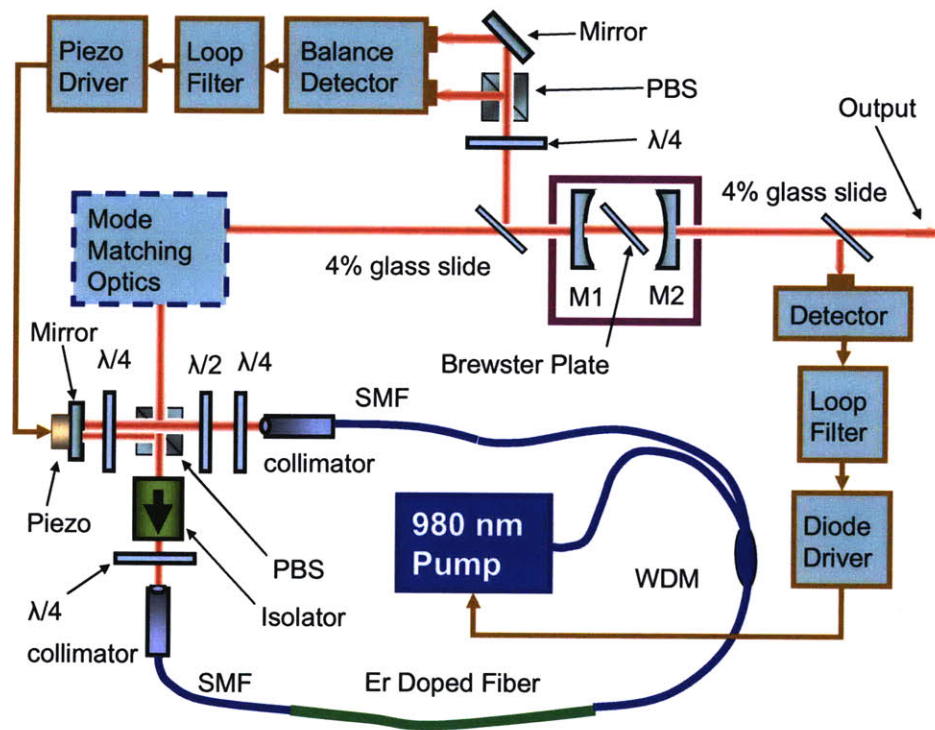 Piezo
Driver
Loop
Filter
Balance
Detector
Mirror
PBS
λ/4
Output
4% glass slide
Mode
Matching
Optics
4% glass slide
M1
M2
Brewster Plate
Detector
Loop
Filter
Diode
Driver
Mirror
λ/4
λ/2
λ/4
SMF
collimator
Piezo
980 nm
Pump
WDM
PBS
Isolator
λ/4
collimator
SMF
Er Doped Fiber